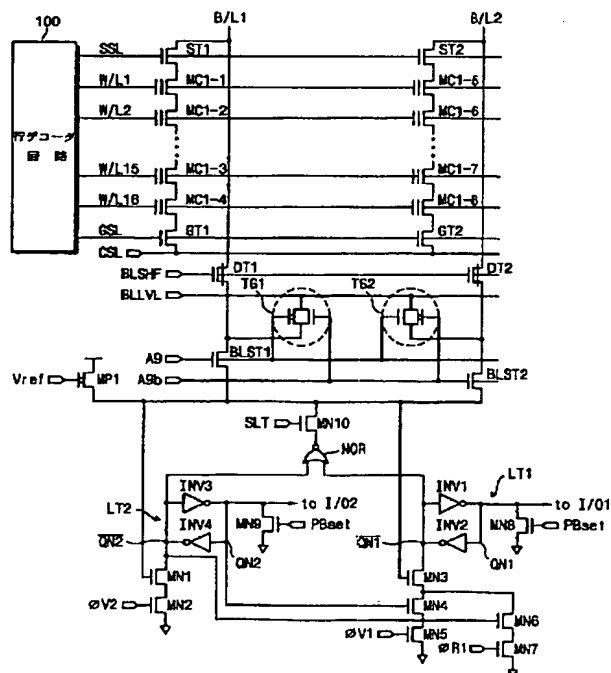 B/L1 B/L2
100
SSL ST1 ST2
W/L1 MC1-1 MC1-5
W/L2 MC1-2 MC1-6
行デコーダ
回路
W/L15 MC1-3 MC1-7
W/L16 MC1-4 MC1-8
GSL GT1 GT2
CSL
BLSHF DT1 DT2
BLLVL TG1 TG2
A9 BLST1
Vref MP1 A9b BLST2
SLT MN10
NOR
LT2 INV3 INV1 LT1
to I/O2 to I/O1
INV4 MN9 PBset INV2 MN8 PBset
QN2 QN2 QN1 QN1
MN1 MN3
øV2 MN2 MN4 MN6
øV1 MN5 øR1 MN7